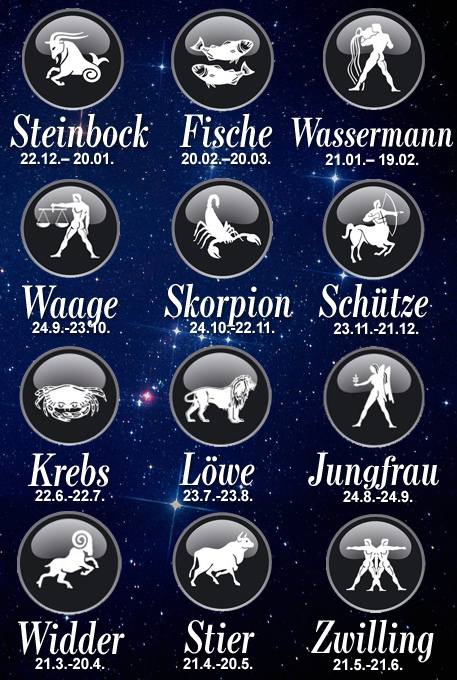 Steinbock Fische Wassermann
22.12.– 20.01. 20.02.–20.03. 21.01.– 19.02.
Waage Skorpion Schütze
24.9.-23.10. 24.10.-22.11. 23.11.-21.12.
Krebs Löwe Jungfrau
22.6.-22.7. 23.7.-23.8. 24.8.-24.9.
Widder Stier Zwilling
21.3.-20.4. 21.4.-20.5. 21.5.-21.6.